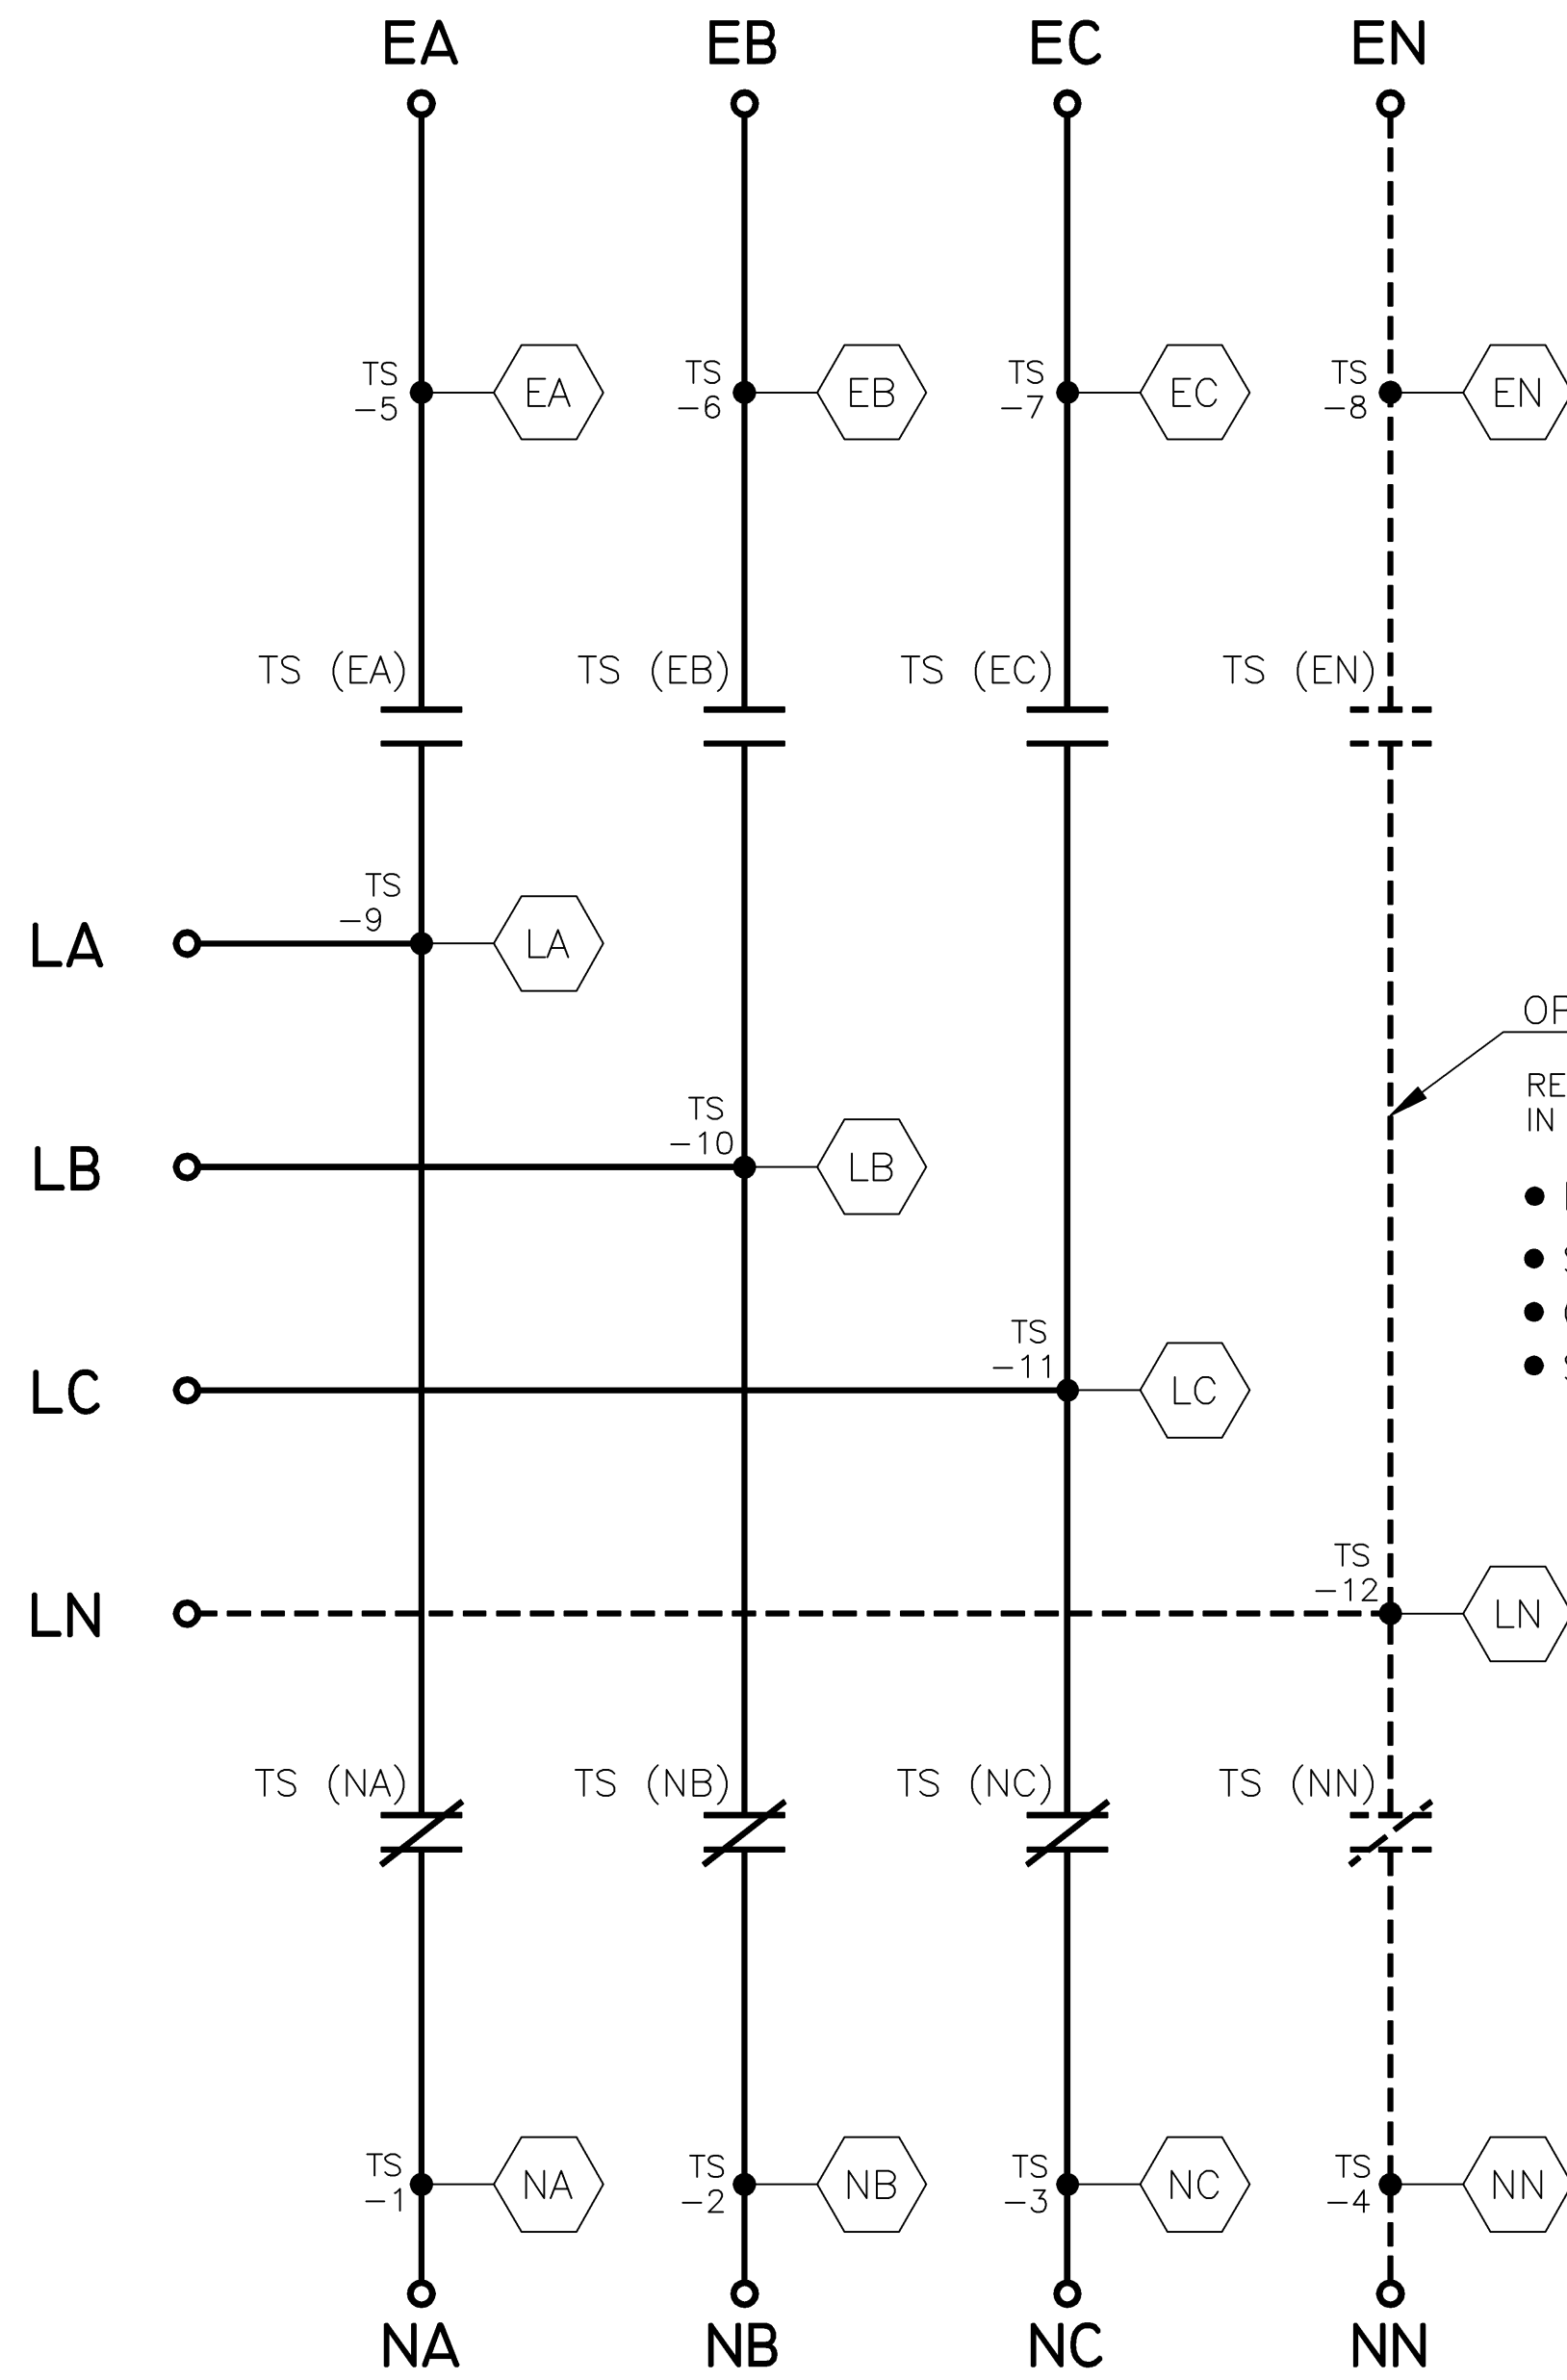 EA EB EC EN
TS TS TS TS
-5 -6 -7 -8
EA EB EC EN
TS (EA) TS (EB) TS (EC) TS (EN)
TS
-9
LA LA
TS
-10
LB LB
TS
-11
LC LC
TS
-12
LN LN
IN
TS (NA) TS (NB) TS (NC) TS (NN)
TS TS TS TS
-1 -2 -3 -4
NA NB NC NN
NA NB NC NN